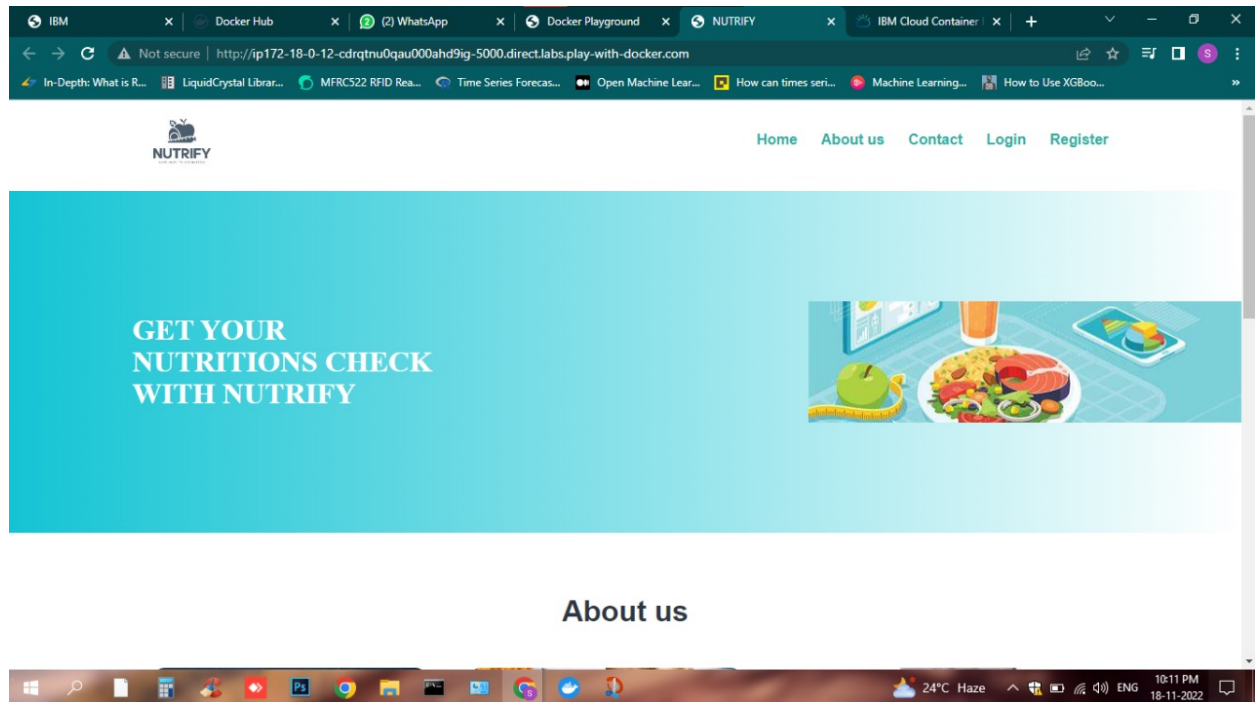 IBM
Docker Hub
(2) WhatsApp
Docker Playground
NUTRIFY
IBM Cloud Container
Not secure | http://ip172-18-0-12-cdrqtnu0qau000ahd9ig-5000.direct.labs.play-with-docker.com
S
In-Depth: What is R... LiquidCrystal Librar... MFRC522 RFID Rea... Time Series Forecas... Open Machine Lear... How can times seri... Machine Learning... How to Use XGBoo...
NUTRIFY
Home About us Contact Login Register
GET YOUR
NUTRITIONS CHECK
WITH NUTRIFY
About us
Ps
24°C Haze ENG 10:11 PM
18-11-2022